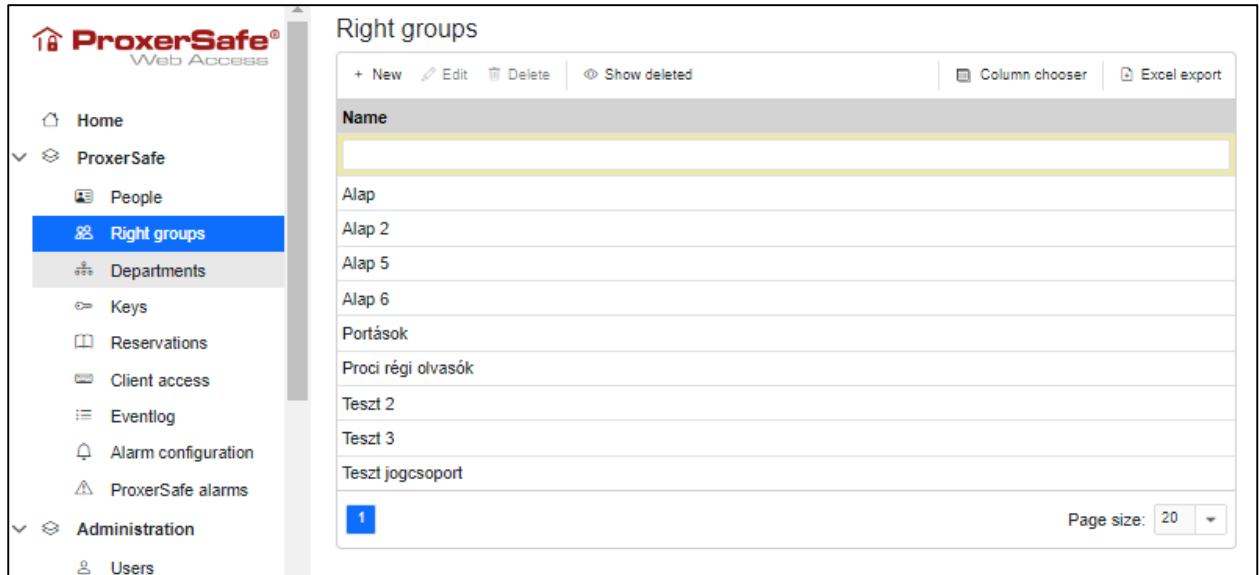 ProxerSafe®
Web Access
Home
ProxerSafe
People
Right groups
Departments
Keys
Reservations
Client access
Eventlog
Alarm configuration
ProxerSafe alarms
Administration
Users
Right groups
+ New Edit Delete Show deleted Column chooser Excel export
Name
Alap
Alap 2
Alap 5
Alap 6
Portások
Proci régi olvasók
Teszt 2
Teszt 3
Teszt jogcsoport
1 Page size: 20